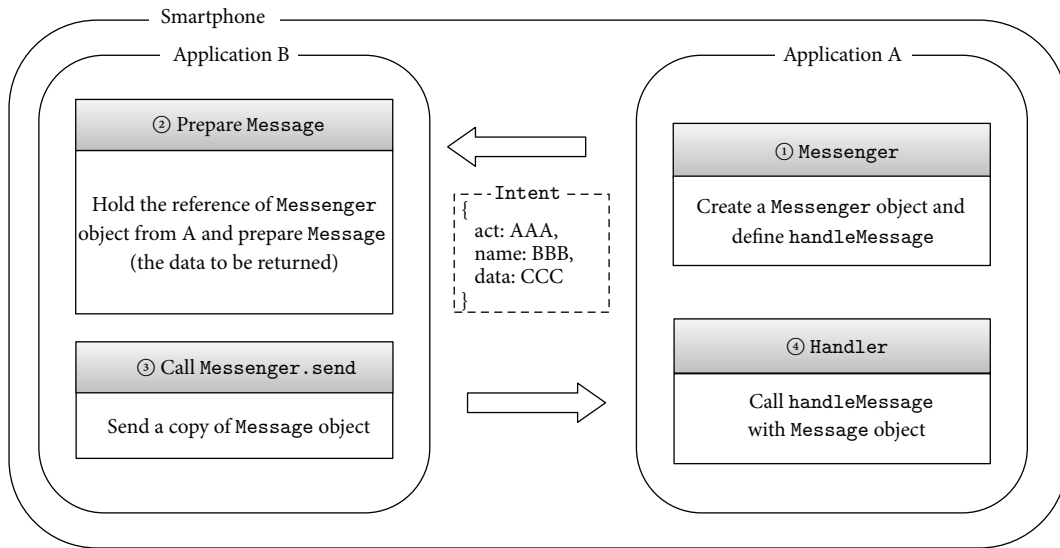 Smartphone
Application B
② Prepare Message
Hold the reference of Messenger
object from A and prepare Message
(the data to be returned)
③ Call Messenger.send
Send a copy of Message object
Intent
{
act: AAA,
name: BBB,
data: CCC
}
Application A
① Messenger
Create a Messenger object and
define handleMessage
④ Handler
Call handleMessage
with Message object